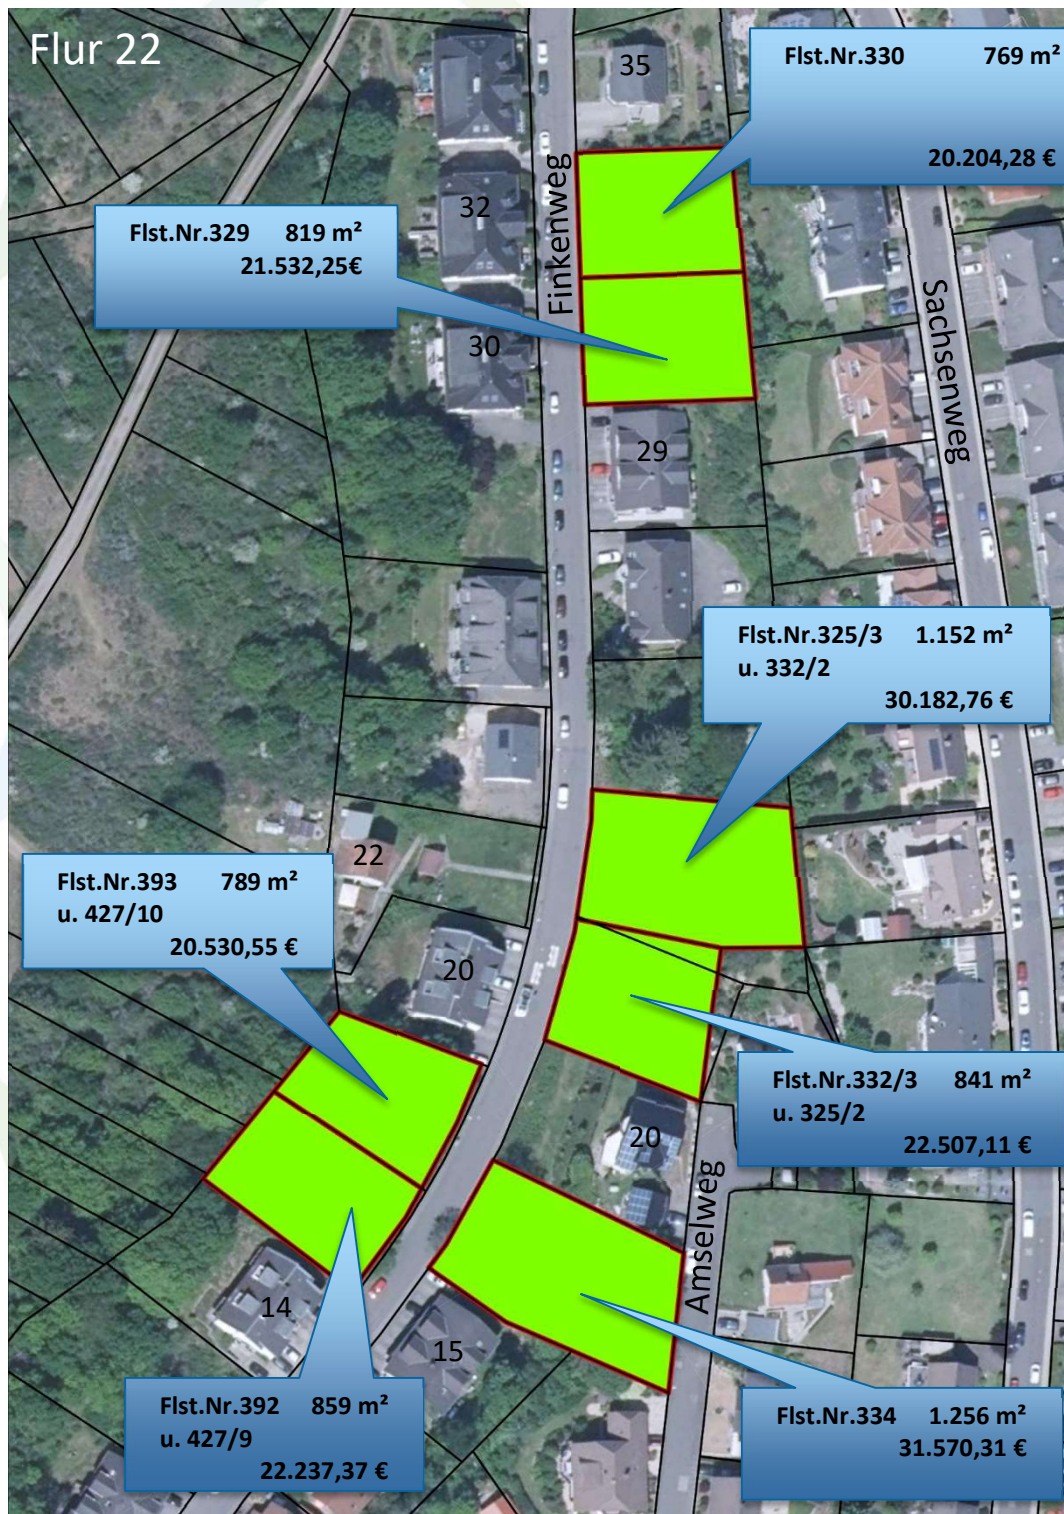 Flur 22
35
Flst.Nr.330 769 m²
20.204,28 €
Finkenweg
32
Flst.Nr.329 819 m²
21.532,25€
30
Sachsenweg
29
Flst.Nr.325/3 1.152 m²
u. 332/2
30.182,76 €
22
Flst.Nr.393 789 m²
u. 427/10
20.530,55 €
20
Flst.Nr.332/3 841 m²
u. 325/2
22.507,11 €
20
Amselweg
14
15
Flst.Nr.392 859 m²
u. 427/9
22.237,37 €
Flst.Nr.334 1.256 m²
31.570,31 €